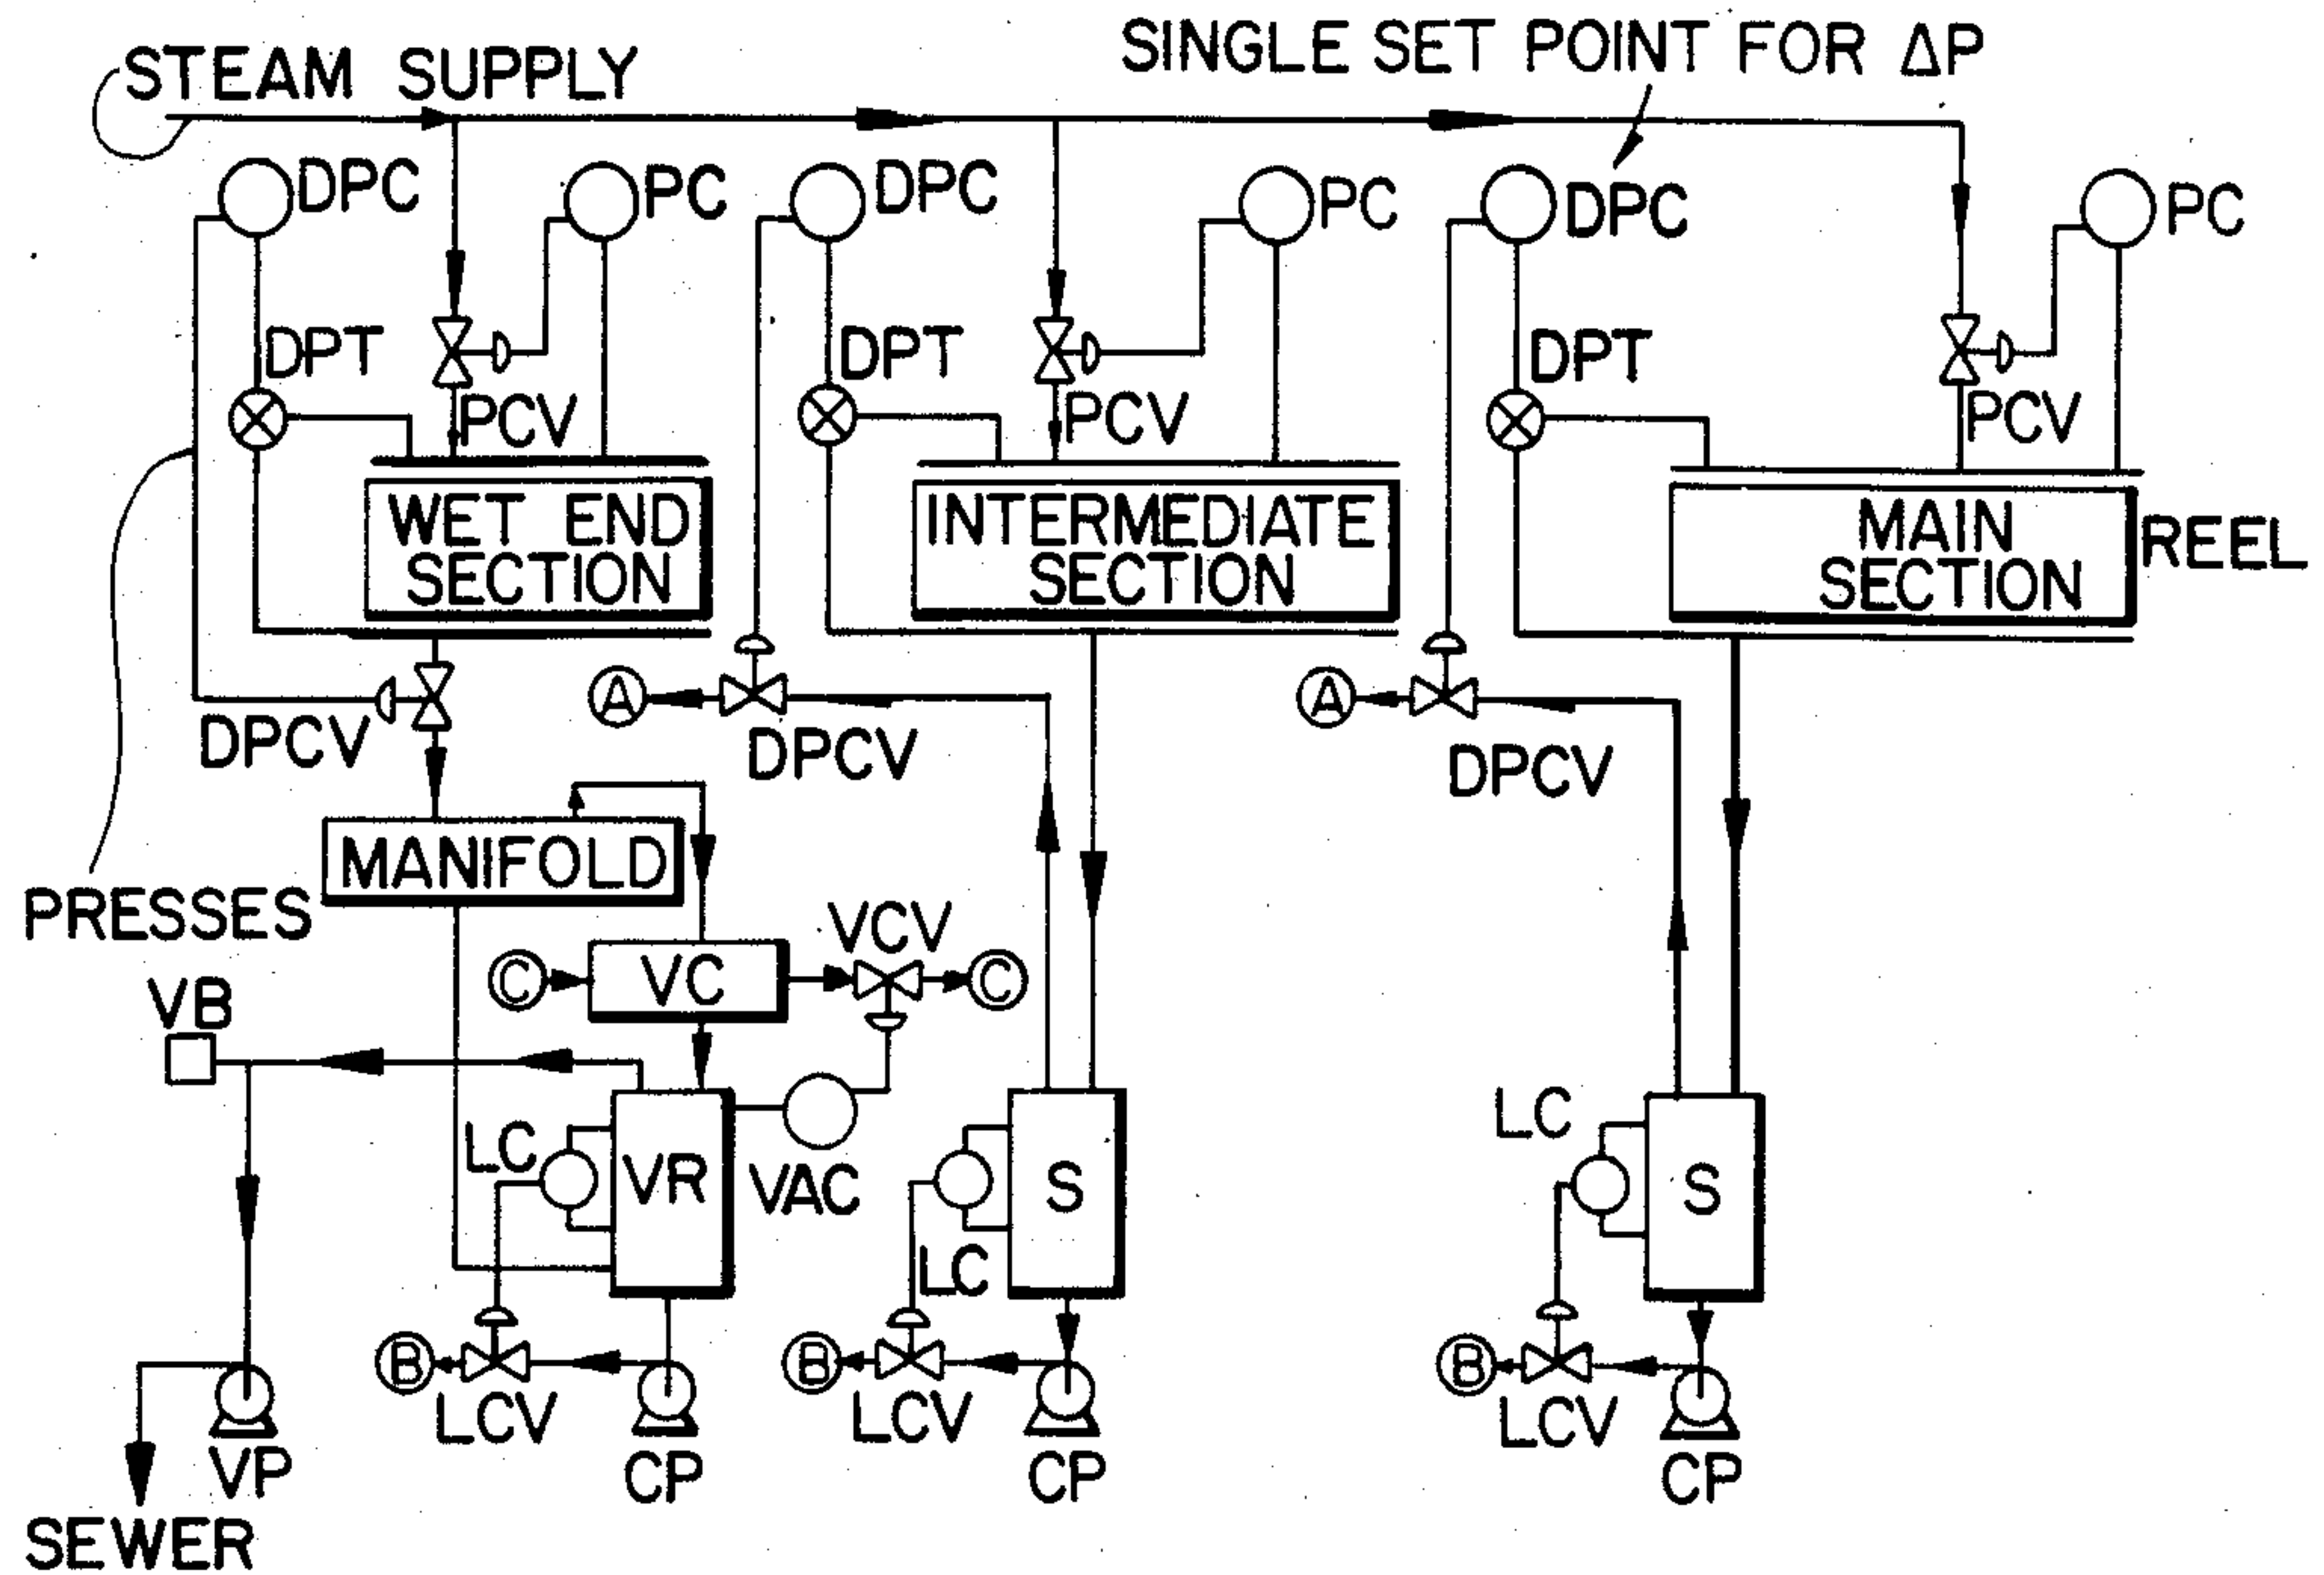 STEAM SUPPLY
SINGLE SET POINT FOR ΔP
DPC
PC
DPC
PC
DPC
PC
DPT
DPT
DPT
PCV
PCV
PCV
WET END
SECTION
INTERMEDIATE
SECTION
MAIN
SECTION
REEL
A
A
DPCV
DPCV
DPCV
MANIFOLD
PRESSES
VCV
C
VC
C
VB
LC
VR
VAC
LC
S
LC
S
B
B
B
LCV
LCV
LCV
VP
CP
CP
CP
SEWER